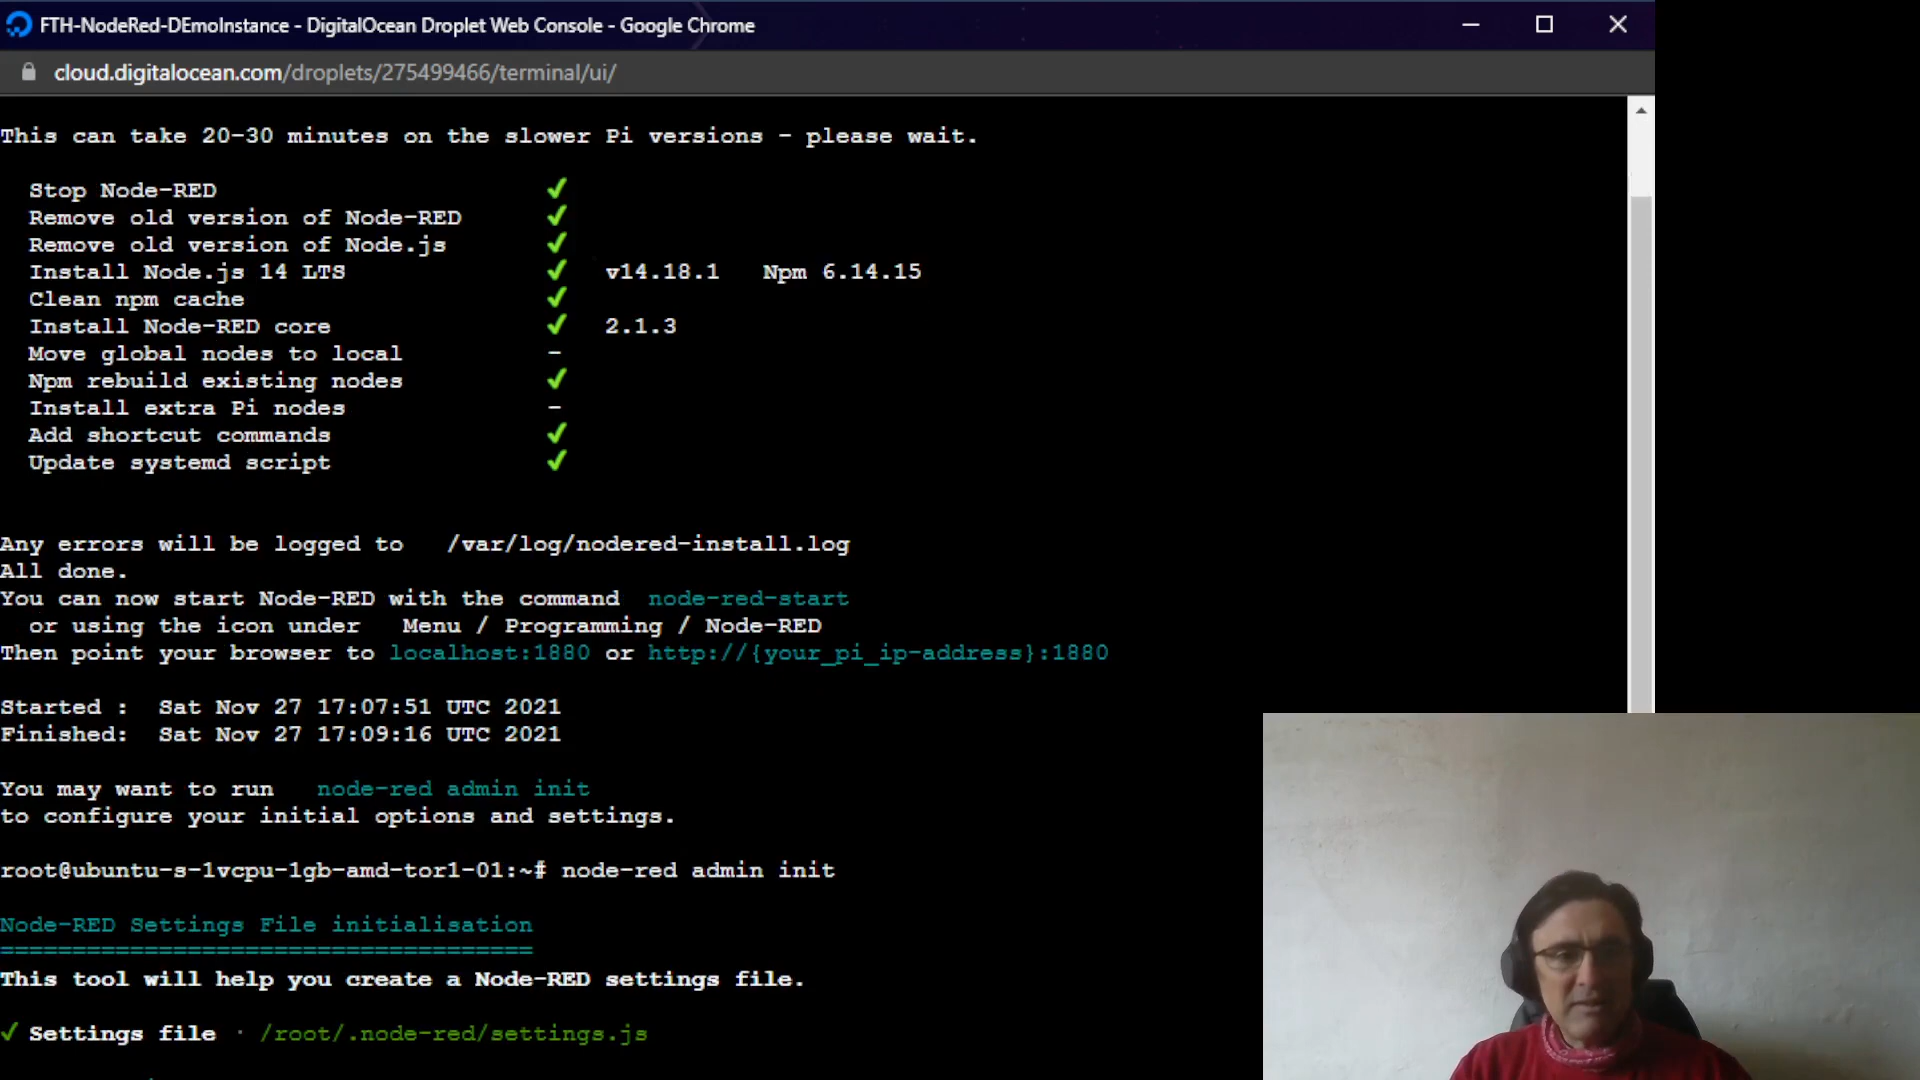 FTH-NodeRed-DEmoInstance - DigitalOcean Droplet Web Console - Google Chrome
cloud.digitalocean.com/droplets/275499466/terminal/ui/
This can take 20-30 minutes on the slower Pi versions - please wait.
Stop Node-RED ✔
Remove old version of Node-RED ✔
Remove old version of Node.js ✔
Install Node.js 14 LTS ✔ v14.18.1 Npm 6.14.15
Clean npm cache ✔
Install Node-RED core ✔ 2.1.3
Move global nodes to local -
Npm rebuild existing nodes ✔
Install extra Pi nodes -
Add shortcut commands ✔
Update systemd script ✔
Any errors will be logged to /var/log/nodered-install.log
All done.
You can now start Node-RED with the command node-red-start
or using the icon under Menu / Programming / Node-RED
Then point your browser to localhost:1880 or http://{your_pi_ip-address}:1880
Started : Sat Nov 27 17:07:51 UTC 2021
Finished: Sat Nov 27 17:09:16 UTC 2021
You may want to run node-red admin init
to configure your initial options and settings.
root@ubuntu-s-1vcpu-1gb-amd-tor1-01:~# node-red admin init
Node-RED Settings File initialisation
=====================================
This tool will help you create a Node-RED settings file.
✔ Settings file · /root/.node-red/settings.js